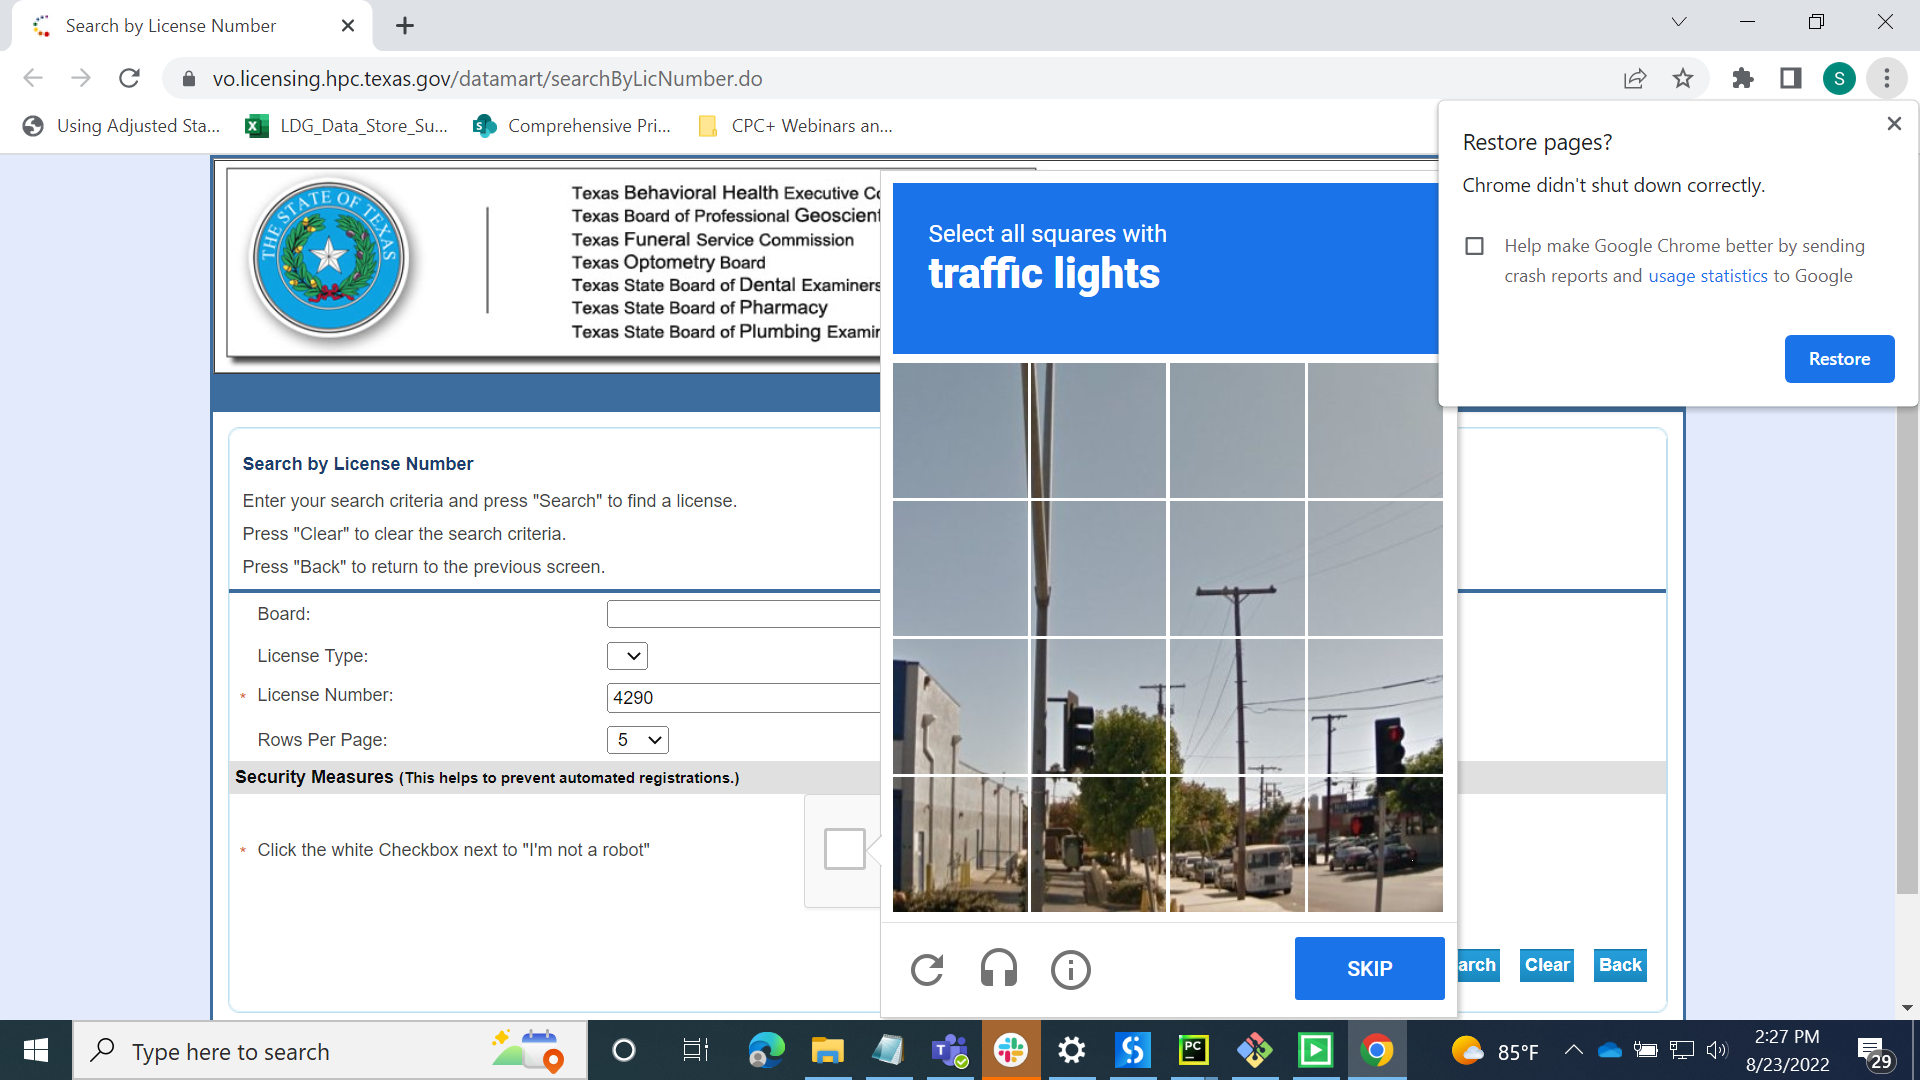 Search by License Number
vo.licensing.hpc.texas.gov/datamart/searchByLicNumber.do
S
Using Adjusted Sta...
LDG_Data_Store_Su...
Comprehensive Pri...
CPC+ Webinars an...
Restore pages?
Chrome didn't shut down correctly.
Help make Google Chrome better by sending
crash reports and usage statistics to Google
Restore
THE STATE OF TEXAS
Texas Behavioral Health Executive Co
Texas Board of Professional Geoscient
Texas Funeral Service Commission
Texas Optometry Board
Texas State Board of Dental Examiners
Texas State Board of Pharmacy
Texas State Board of Plumbing Examin
Select all squares with
traffic lights
Search by License Number
Enter your search criteria and press "Search" to find a license.
Press "Clear" to clear the search criteria.
Press "Back" to return to the previous screen.
Board:
License Type:
* License Number:
4290
Rows Per Page:
5
Security Measures (This helps to prevent automated registrations.)
* Click the white Checkbox next to "I'm not a robot"
SKIP
arch
Clear
Back
Type here to search
PC
85°F
2:27 PM
8/23/2022
29